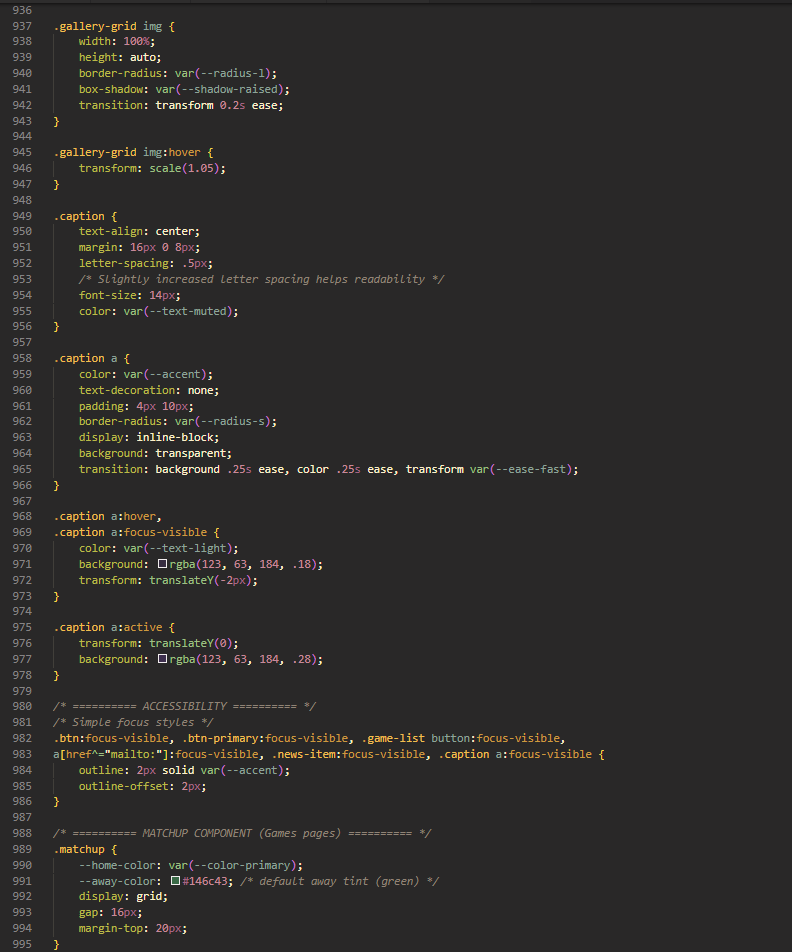 936
937 .gallery-grid img {
938 width: 100%;
939 height: auto;
940 border-radius: var(--radius-l);
941 box-shadow: var(--shadow-raised);
942 transition: transform 0.2s ease;
943 }
944
945 .gallery-grid img:hover {
946 transform: scale(1.05);
947 }
948
949 .caption {
950 text-align: center;
951 margin: 16px 0 8px;
952 letter-spacing: .5px;
953 /* Slightly increased letter spacing helps readability */
954 font-size: 14px;
955 color: var(--text-muted);
956 }
957
958 .caption a {
959 color: var(--accent);
960 text-decoration: none;
961 padding: 4px 10px;
962 border-radius: var(--radius-s);
963 display: inline-block;
964 background: transparent;
965 transition: background .25s ease, color .25s ease, transform var(--ease-fast);
966 }
967
968 .caption a:hover,
969 .caption a:focus-visible {
970 color: var(--text-light);
971 background: rgba(123, 63, 184, .18);
972 transform: translateY(-2px);
973 }
974
975 .caption a:active {
976 transform: translateY(0);
977 background: rgba(123, 63, 184, .28);
978 }
979
980 /* ========== ACCESSIBILITY ========== */
981 /* Simple focus styles */
982 .btn:focus-visible, .btn-primary:focus-visible, .game-list button:focus-visible,
983 a[href^="mailto:"]:focus-visible, .news-item:focus-visible, .caption a:focus-visible {
984 outline: 2px solid var(--accent);
985 outline-offset: 2px;
986 }
987
988 /* ========== MATCHUP COMPONENT (Games pages) ========== */
989 .matchup {
990 --home-color: var(--color-primary);
991 --away-color: #146c43; /* default away tint (green) */
992 display: grid;
993 gap: 16px;
994 margin-top: 20px;
995 }